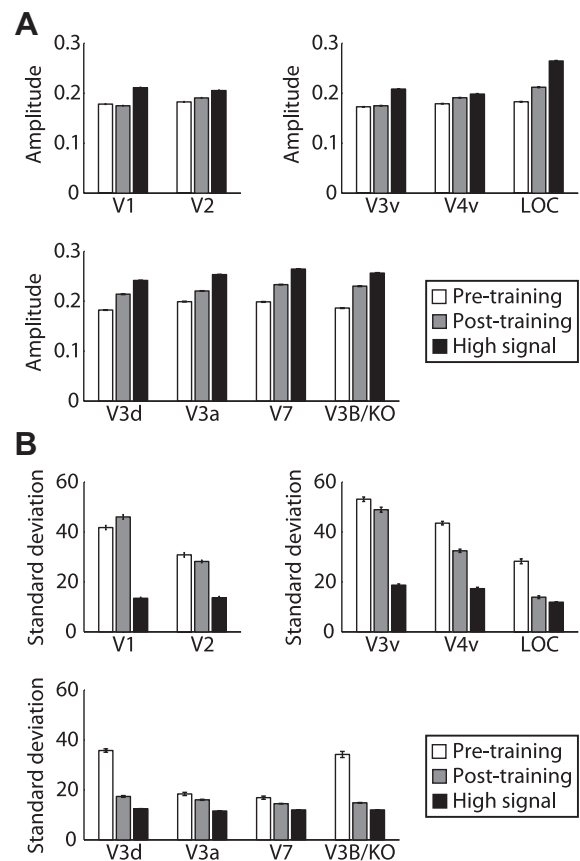 A
Amplitude
0.3
0.2
0.1
0
V1 V2
Amplitude
0.3
0.2
0.1
0
V3v V4v LOC
Amplitude
0.3
0.2
0.1
0
V3d V3a V7 V3B/KO
Pre-training
Post-training
High signal
B
Standard deviation
60
40
20
0
V1 V2
Standard deviation
60
40
20
0
V3v V4v LOC
Standard deviation
60
40
20
0
V3d V3a V7 V3B/KO
Pre-training
Post-training
High signal